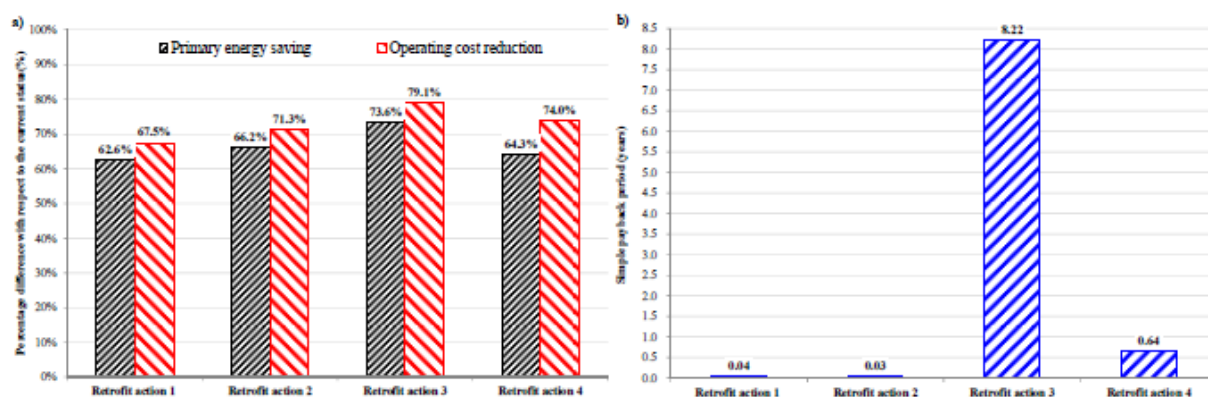 a)
Percentage difference with respect to the current status(%)
100%
90%
80%
70%
60%
50%
40%
30%
20%
10%
0%
Primary energy saving
Operating cost reduction
62.6%
67.5%
66.2%
71.3%
73.6%
79.1%
64.3%
74.0%
Retrofit action 1
Retrofit action 2
Retrofit action 3
Retrofit action 4
b)
Simple payback period (years)
8.5
8.0
7.5
7.0
6.5
6.0
5.5
5.0
4.5
4.0
3.5
3.0
2.5
2.0
1.5
1.0
0.5
0.0
0.04
0.03
8.22
0.64
Retrofit action 1
Retrofit action 2
Retrofit action 3
Retrofit action 4